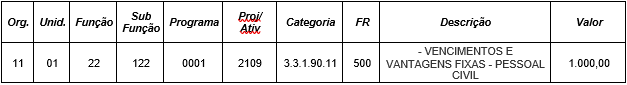 Org. Unid. Função Sub Função Programa Proj/ Ativ Categoria FR Descrição Valor
11 01 22 122 0001 2109 3.3.1.90.11 500 - VENCIMENTOS E VANTAGENS FIXAS - PESSOAL CIVIL 1.000,00